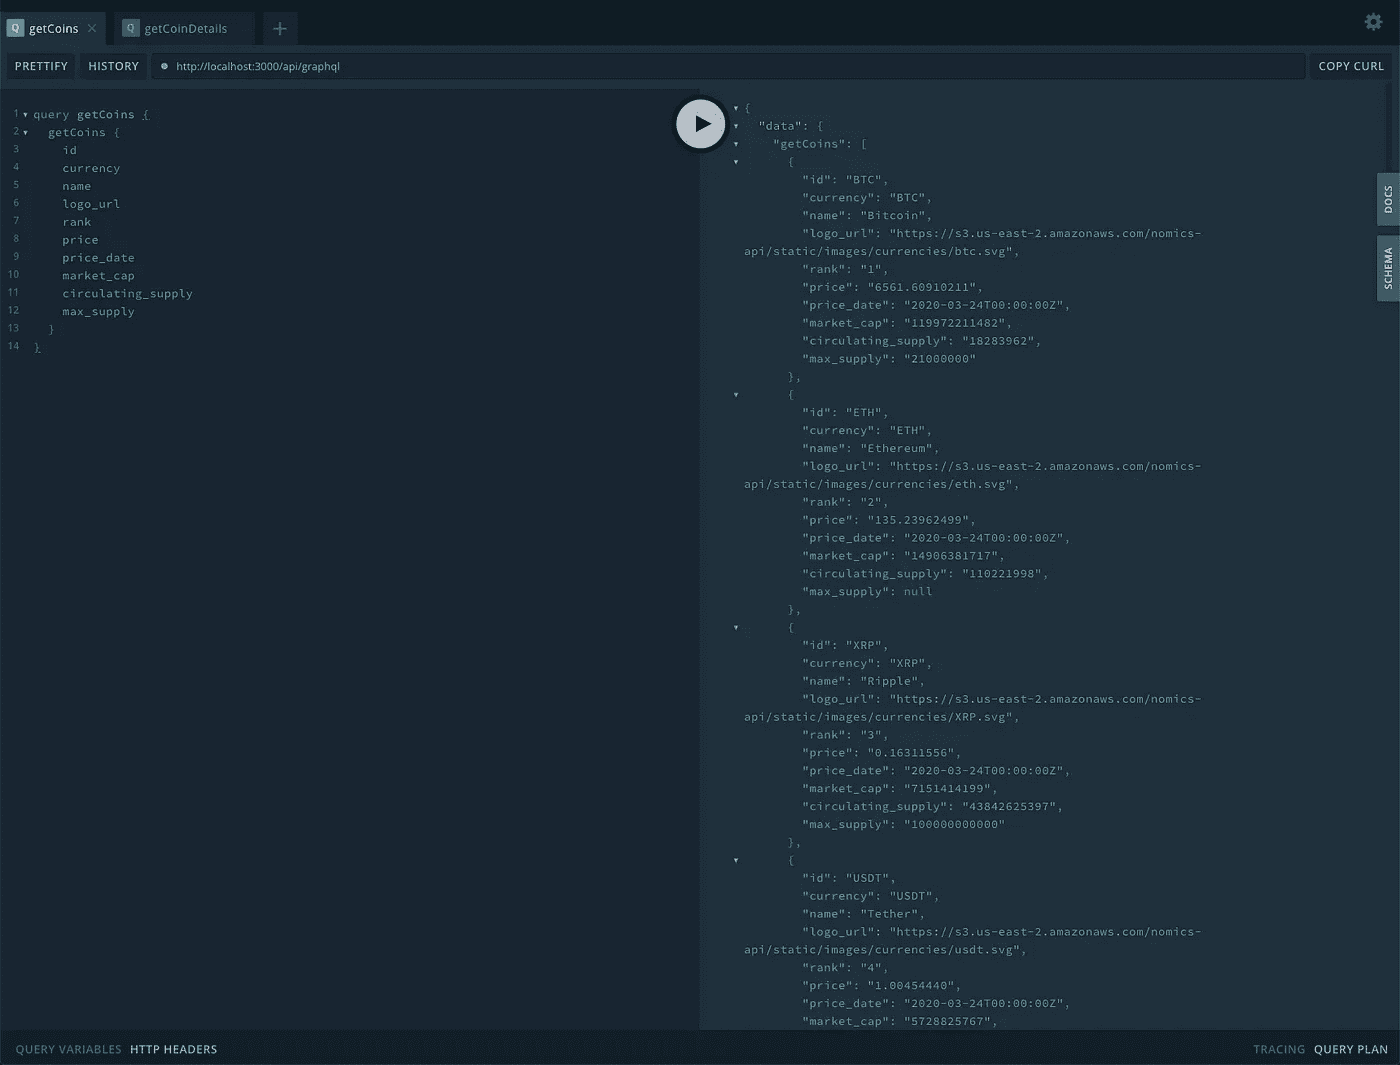 Q getCoins ×
Q getCoinDetails
+
PRETTIFY
HISTORY
http://localhost:3000/api/graphql
COPY CURL
1 query getCoins {
2 getCoins {
3 id
4 currency
5 name
6 logo_url
7 rank
8 price
9 price_date
10 market_cap
11 circulating_supply
12 max_supply
13 }
14 }
{
"data": {
"getCoins": [
{
"id": "BTC",
"currency": "BTC",
"name": "Bitcoin",
"logo_url": "https://s3.us-east-2.amazonaws.com/nomics-
api/static/images/currencies/btc.svg",
"rank": "1",
"price": "6561.60910211",
"price_date": "2020-03-24T00:00:00Z",
"market_cap": "119972211482",
"circulating_supply": "18283962",
"max_supply": "21000000"
},
{
"id": "ETH",
"currency": "ETH",
"name": "Ethereum",
"logo_url": "https://s3.us-east-2.amazonaws.com/nomics-
api/static/images/currencies/eth.svg",
"rank": "2",
"price": "135.23962499",
"price_date": "2020-03-24T00:00:00Z",
"market_cap": "14906381717",
"circulating_supply": "110221998",
"max_supply": null
},
{
"id": "XRP",
"currency": "XRP",
"name": "Ripple",
"logo_url": "https://s3.us-east-2.amazonaws.com/nomics-
api/static/images/currencies/XRP.svg",
"rank": "3",
"price": "0.16311556",
"price_date": "2020-03-24T00:00:00Z",
"market_cap": "7151414199",
"circulating_supply": "43842625397",
"max_supply": "100000000000"
},
{
"id": "USDT",
"currency": "USDT",
"name": "Tether",
"logo_url": "https://s3.us-east-2.amazonaws.com/nomics-
api/static/images/currencies/usdt.svg",
"rank": "4",
"price": "1.00454440",
"price_date": "2020-03-24T00:00:00Z",
"market_cap": "5728825767",
DOCS
SCHEMA
QUERY VARIABLES HTTP HEADERS
TRACING QUERY PLAN